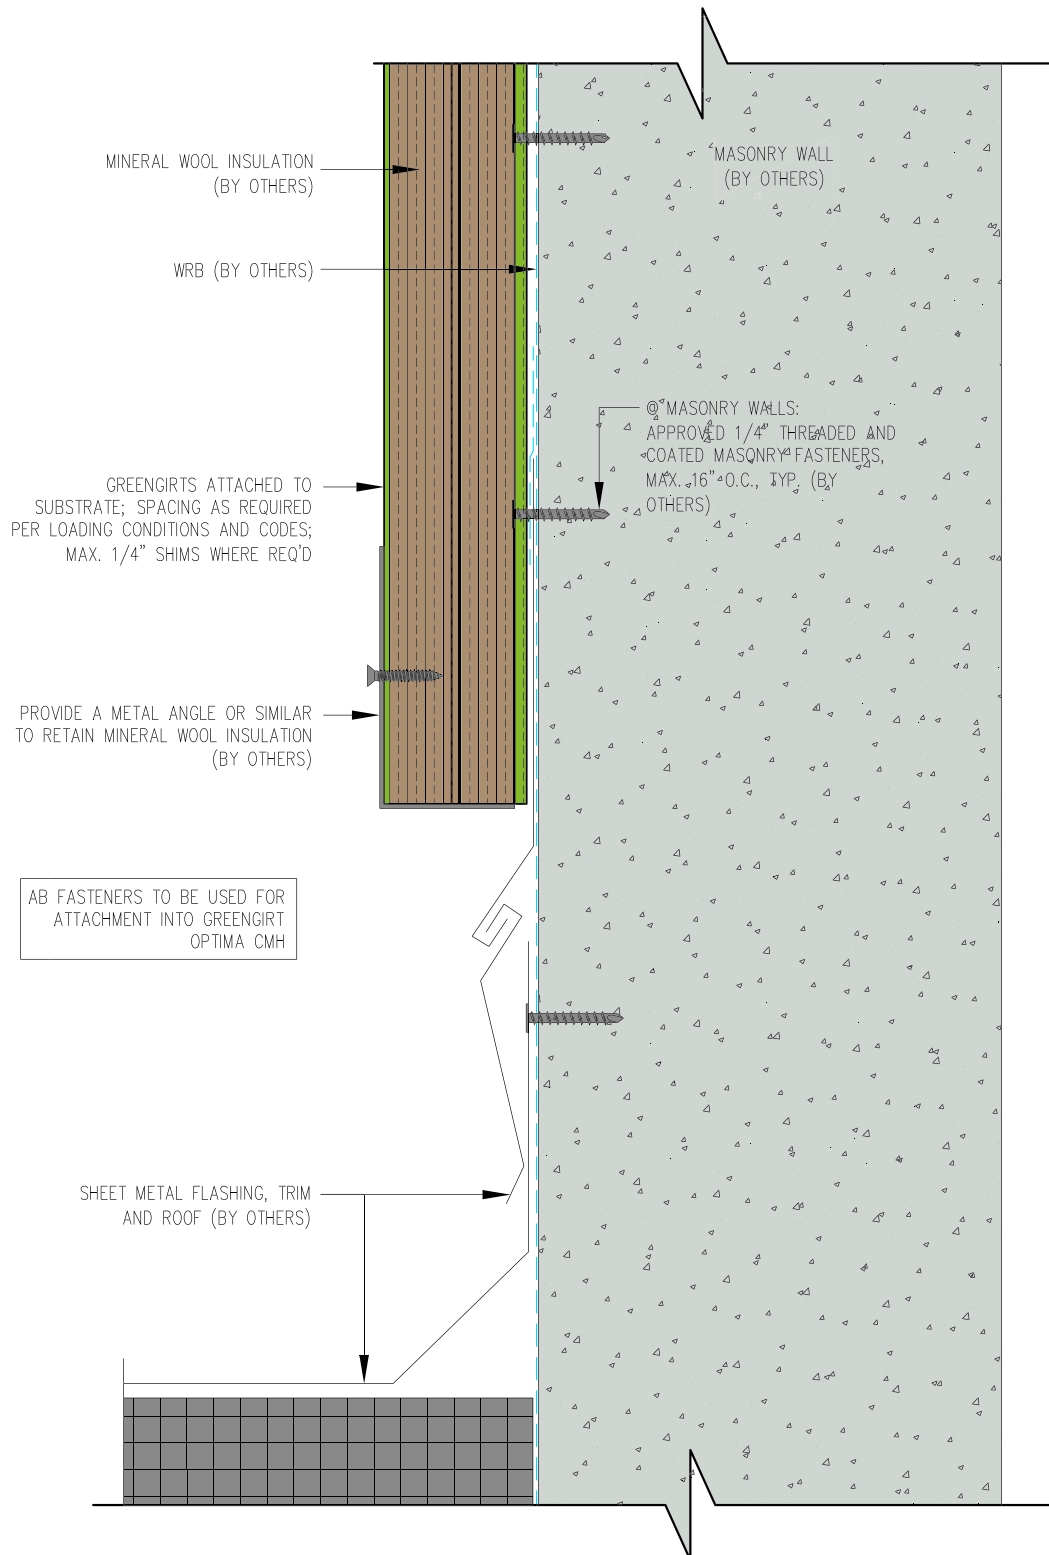 MINERAL WOOL INSULATION
(BY OTHERS)
MASONRY WALL
(BY OTHERS)
WRB (BY OTHERS)
@ MASONRY WALLS:
APPROVED 1/4" THREADED AND
COATED MASONRY FASTENERS,
MAX. 16" O.C., TYP. (BY
OTHERS)
GREENGIRTS ATTACHED TO
SUBSTRATE; SPACING AS REQUIRED
PER LOADING CONDITIONS AND CODES;
MAX. 1/4" SHIMS WHERE REQ'D
PROVIDE A METAL ANGLE OR SIMILAR
TO RETAIN MINERAL WOOL INSULATION
(BY OTHERS)
AB FASTENERS TO BE USED FOR
ATTACHMENT INTO GREENGIRT
OPTIMA CMH
SHEET METAL FLASHING, TRIM
AND ROOF (BY OTHERS)